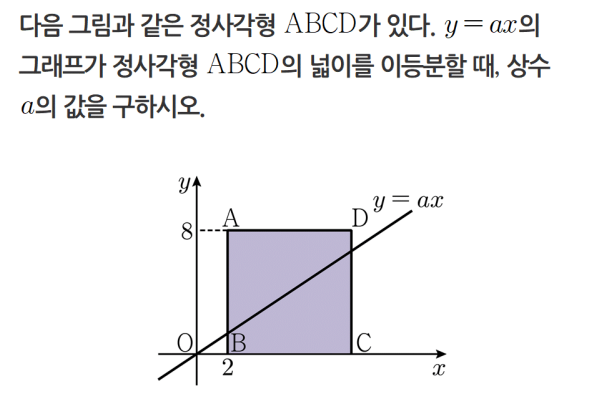 다음 그림과 같은 정사각형 ABCD가 있다. y = ax의
그래프가 정사각형 ABCD의 넓이를 이등분할 때, 상수
a의 값을 구하시오.
y
A
D
y = ax
8
O
B
C
2
x